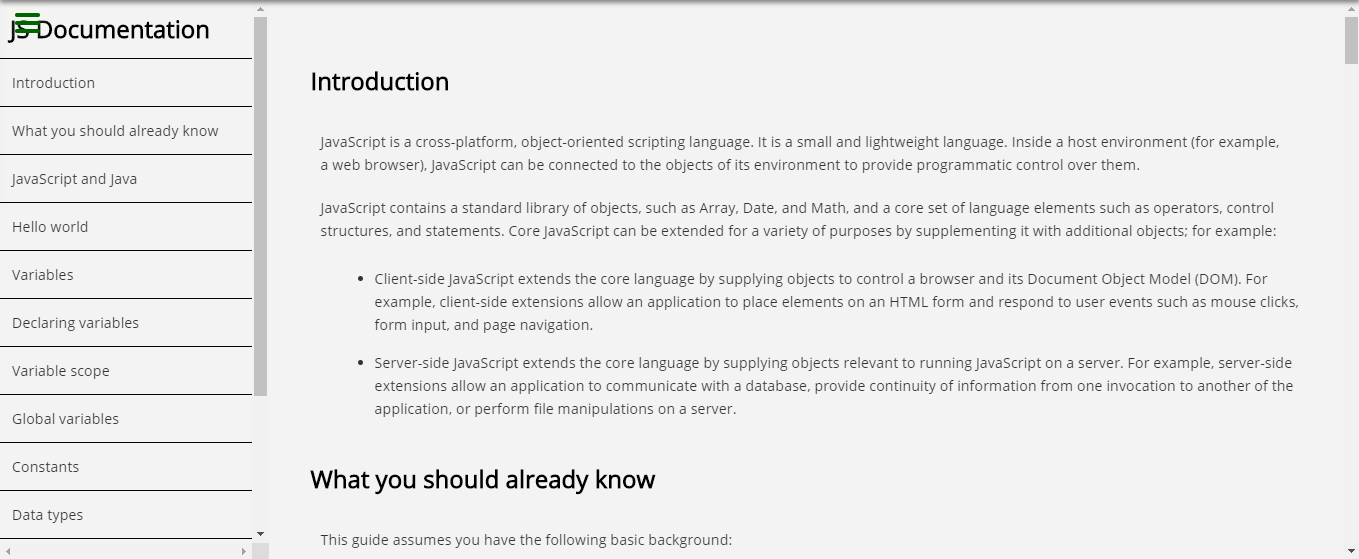 JS Documentation
Introduction
What you should already know
JavaScript and Java
Hello world
Variables
Declaring variables
Variable scope
Global variables
Constants
Data types
Introduction
JavaScript is a cross-platform, object-oriented scripting language. It is a small and lightweight language. Inside a host environment (for example,
a web browser), JavaScript can be connected to the objects of its environment to provide programmatic control over them.
JavaScript contains a standard library of objects, such as Array, Date, and Math, and a core set of language elements such as operators, control
structures, and statements. Core JavaScript can be extended for a variety of purposes by supplementing it with additional objects; for example:
• Client-side JavaScript extends the core language by supplying objects to control a browser and its Document Object Model (DOM). For
example, client-side extensions allow an application to place elements on an HTML form and respond to user events such as mouse clicks,
form input, and page navigation.
• Server-side JavaScript extends the core language by supplying objects relevant to running JavaScript on a server. For example, server-side
extensions allow an application to communicate with a database, provide continuity of information from one invocation to another of the
application, or perform file manipulations on a server.
What you should already know
This guide assumes you have the following basic background: